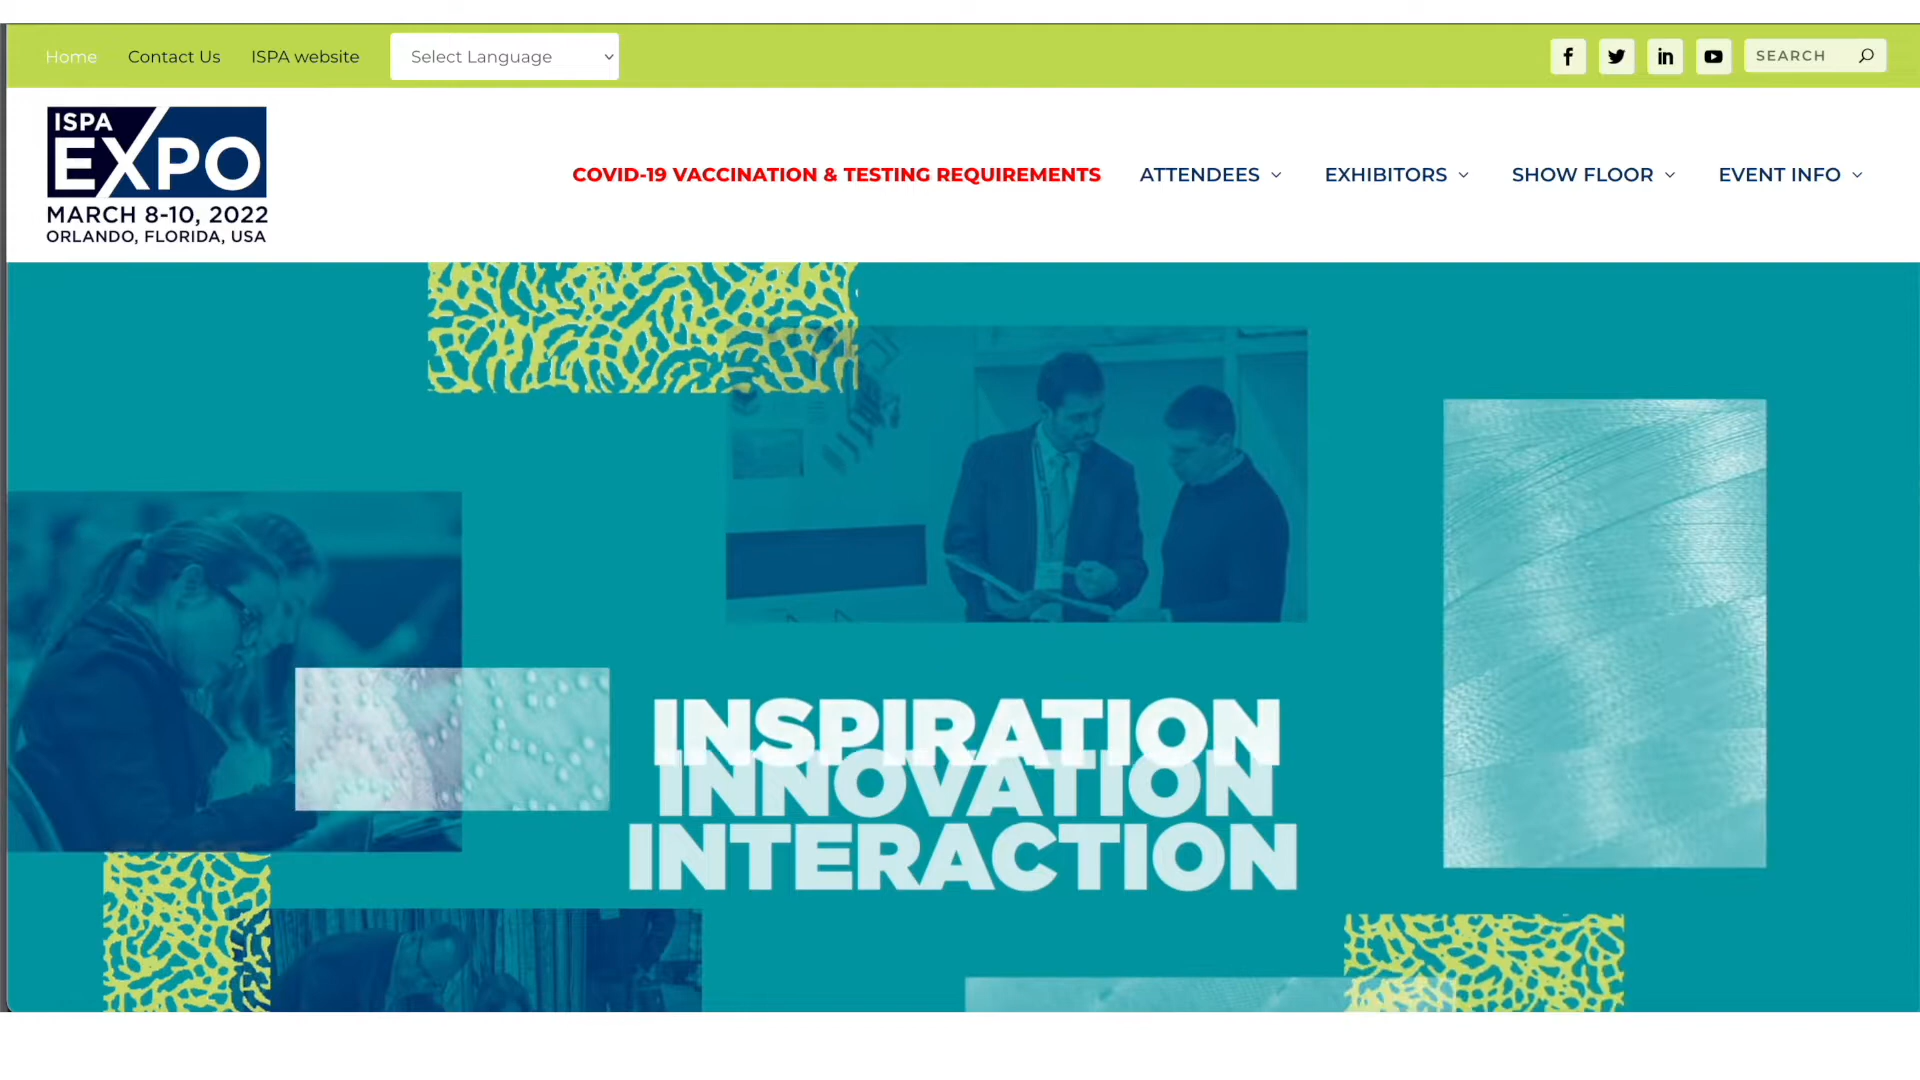 Home Contact Us ISPA website Select Language SEARCH
ISPA
EXPO
MARCH 8-10, 2022
ORLANDO, FLORIDA, USA
COVID-19 VACCINATION & TESTING REQUIREMENTS ATTENDEES EXHIBITORS SHOW FLOOR EVENT INFO
INSPIRATION
INNOVATION
INTERACTION